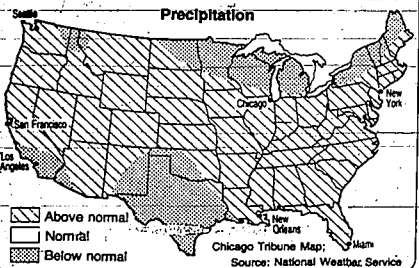 Precipitation
Seattle
Chicago
New
York
San Francisco
Los
Angeles
New
Orleans
Miami
Above normal
Normal
Below normal
Chicago Tribune Map;
Source: National Weather Service